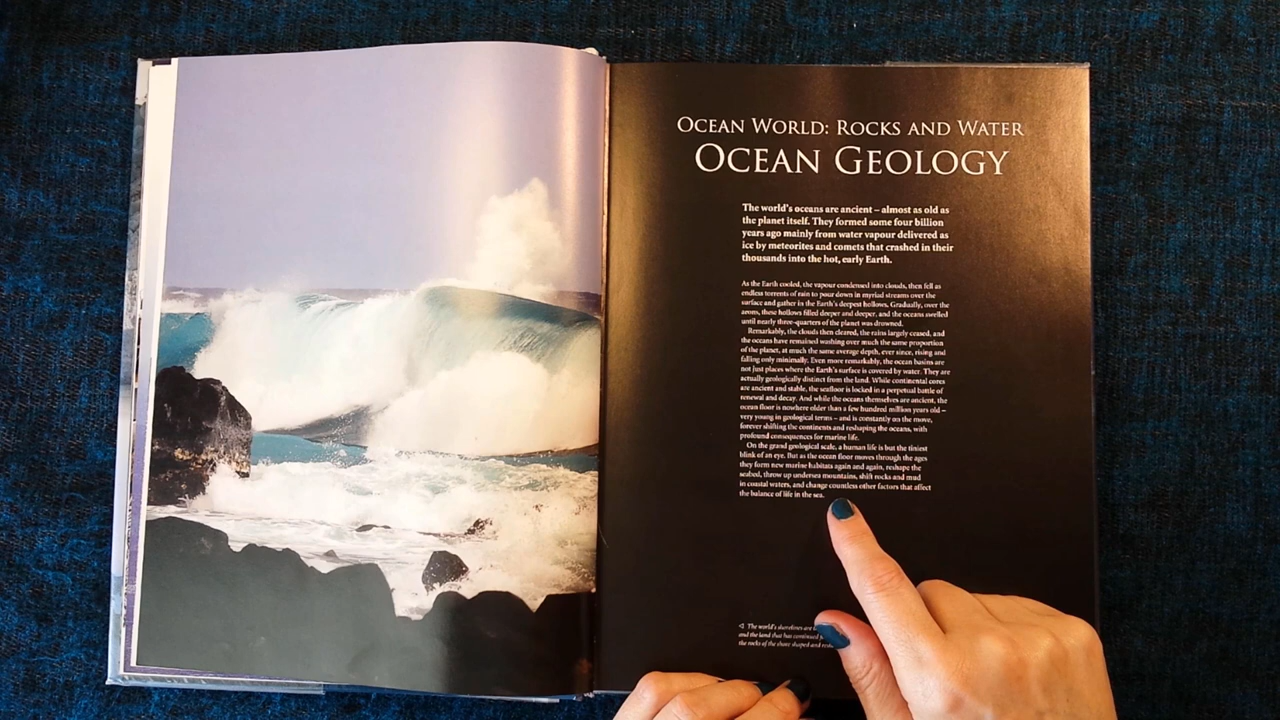 OCEAN WORLD: ROCKS AND WATER
OCEAN GEOLOGY
The world's oceans are ancient – almost as old as
the planet itself. They formed some four billion
years ago mainly from water vapour delivered as
ice by meteorites and comets that crashed in their
thousands into the hot, early Earth.
As the Earth cooled, the vapour condensed into clouds, then fell as
endless torrents of rain to pour down in myriad streams over the
surface and gather in the Earth's deepest hollows. Gradually, over the
aeons, these hollows filled deeper and deeper, and the oceans swelled
until nearly three-quarters of the planet was drowned.
Remarkably, the clouds then cleared, the rains largely ceased, and
the oceans have remained washing over much the same proportion
of the planet, at much the same average depth, ever since, rising and
falling only minimally. Even more remarkably, the ocean basins are
not just places where the Earth's surface is covered by water. They are
actually geologically distinct from the land. While continental cores
are ancient and stable, the seafloor is locked in a perpetual battle of
renewal and decay. And while the oceans themselves are ancient, the
ocean floor is nowhere older than a few hundred million years old –
very young in geological terms – and is constantly on the move,
forever shifting the continents and reshaping the oceans, with
profound consequences for marine life.
On the grand geological scale, a human life is but the tiniest
blink of an eye. But as the ocean floor moves through the ages
they form new marine habitats again and again, reshape the
seabed, throw up undersea mountains, shift rocks and mud
in coastal waters, and change countless other factors that affect
the balance of life in the sea.
◁ The world's shorelines are
and the land that has continued
the rocks of the shore shaped and